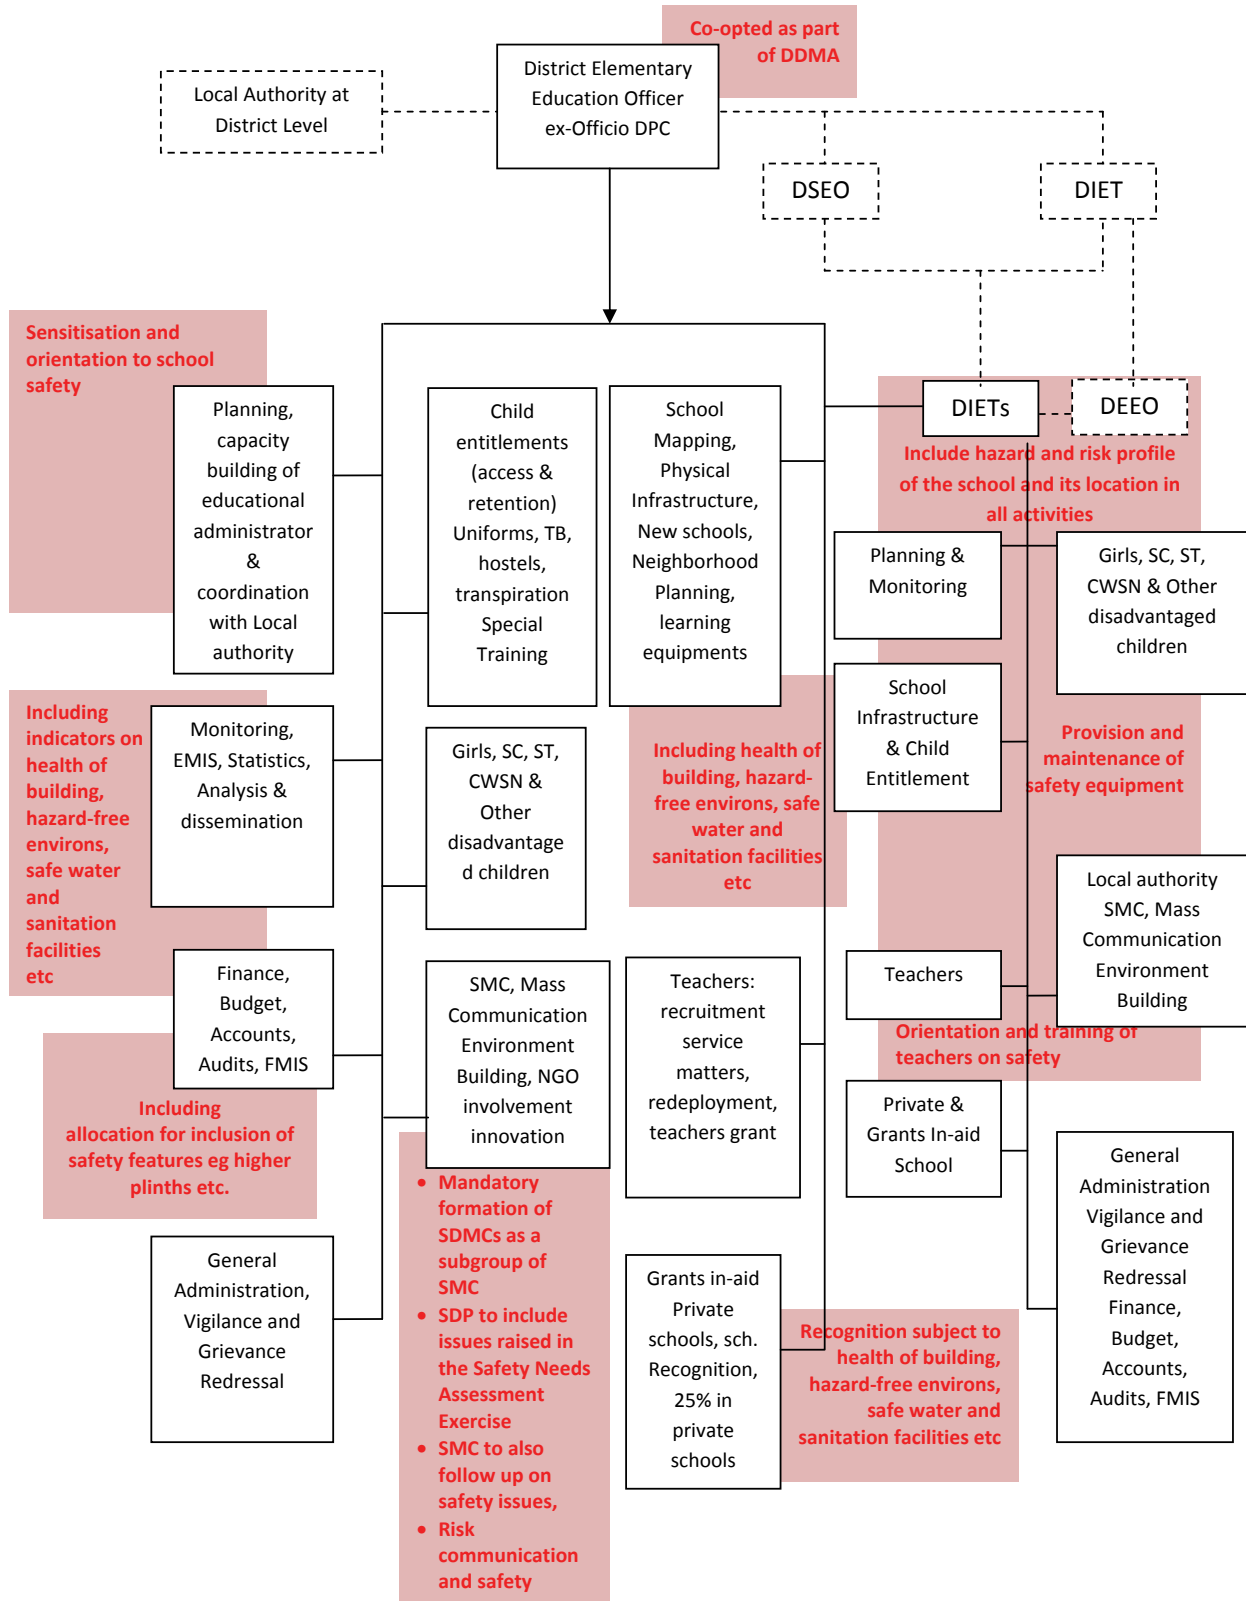 Co-opted as part
of DDMA
District Elementary
Education Officer
ex-Officio DPC
Local Authority at
District Level
DSEO
DIET
Sensitisation and
orientation to school
safety
Planning,
capacity
building of
educational
administrator
&
coordination
with Local
authority
Child
entitlements
(access &
retention)
Uniforms, TB,
hostels,
transpiration
Special
Training
School
Mapping,
Physical
Infrastructure,
New schools,
Neighborhood
Planning,
learning
equipments
DIETs
DEEO
Include hazard and risk profile
of the school and its location in
all activities
Planning &
Monitoring
Girls, SC, ST,
CWSN & Other
disadvantaged
children
School
Infrastructure
& Child
Entitlement
Provision and
maintenance of
safety equipment
Including
indicators on
health of
building,
hazard-free
environs,
safe water
and
sanitation
facilities
etc
Monitoring,
EMIS, Statistics,
Analysis &
dissemination
Girls, SC, ST,
CWSN &
Other
disadvantage
d children
Including health of
building, hazard-
free environs, safe
water and
sanitation facilities
etc
Local authority
SMC, Mass
Communication
Environment
Building
Teachers
Orientation and training of
teachers on safety
Finance,
Budget,
Accounts,
Audits, FMIS
SMC, Mass
Communication
Environment
Building, NGO
involvement
innovation
Teachers:
recruitment
service
matters,
redeployment,
teachers grant
Private &
Grants In-aid
School
Including
allocation for inclusion of
safety features eg higher
plinths etc.
• Mandatory
formation of
SDMCs as a
subgroup of
SMC
• SDP to include
issues raised in
the Safety Needs
Assessment
Exercise
• SMC to also
follow up on
safety issues,
• Risk
communication
and safety
General
Administration,
Vigilance and
Grievance
Redressal
Grants in-aid
Private
schools, sch.
Recognition,
25% in
private
schools
Recognition subject to
health of building,
hazard-free environs,
safe water and
sanitation facilities etc
General
Administration
Vigilance and
Grievance
Redressal
Finance,
Budget,
Accounts,
Audits, FMIS